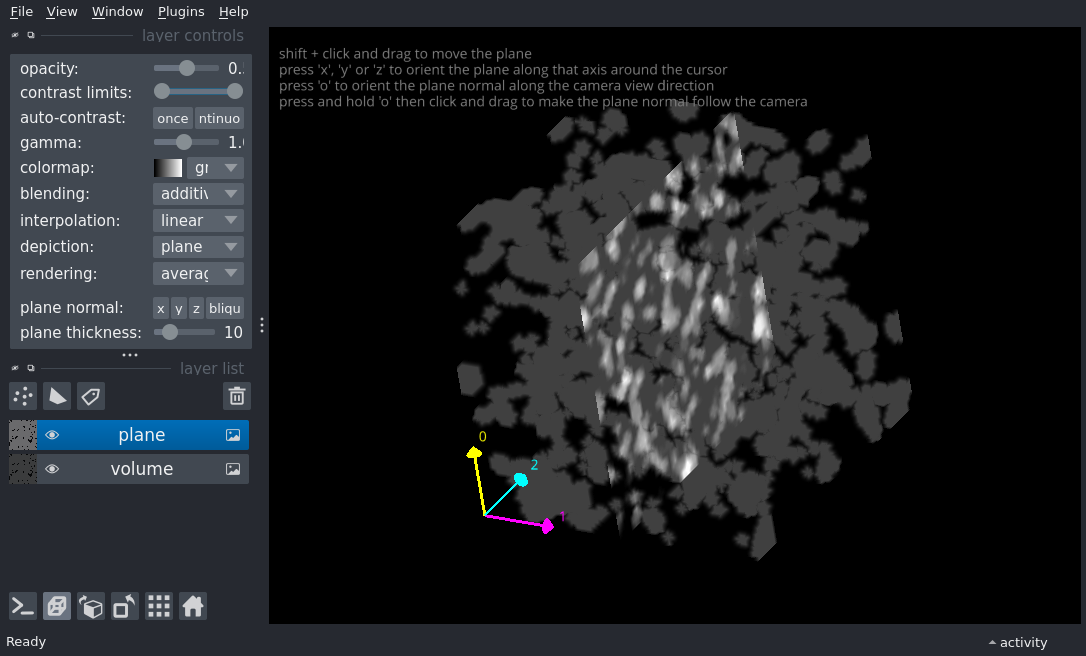 File View Window Plugins Help
layer controls
opacity: 0.
contrast limits:
auto-contrast: once ntinuo
gamma: 1.
colormap: gr
blending: additiv
interpolation: linear
depiction: plane
rendering: averag
plane normal: x y z bliqu
plane thickness: 10
layer list
plane
volume
Ready
shift + click and drag to move the plane
press 'x', 'y' or 'z' to orient the plane along that axis around the cursor
press 'o' to orient the plane normal along the camera view direction
press and hold 'o' then click and drag to make the plane normal follow the camera
0
2
1
activity